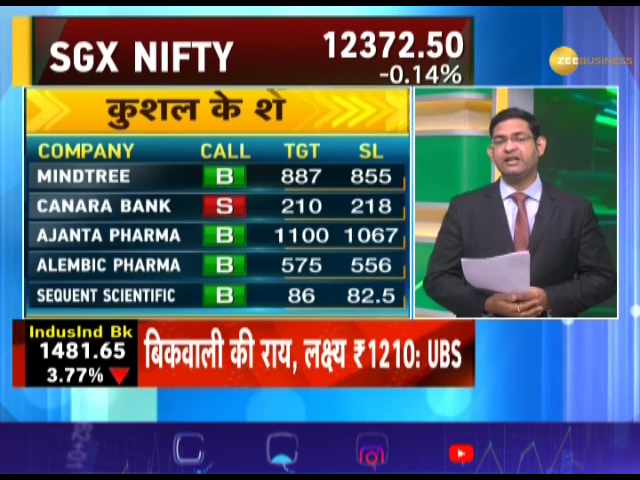 SGX NIFTY
12372.50
-0.14%
ZEEBUSINESS
कुशल के शे
COMPANY CALL TGT SL
MINDTREE B 887 855
CANARA BANK S 210 218
AJANTA PHARMA B 1100 1067
ALEMBIC PHARMA B 575 556
SEQUENT SCIENTIFIC B 86 82.5
IndusInd Bk
1481.65
3.77%
बिकवाली की राय, लक्ष्य ₹1210: UBS